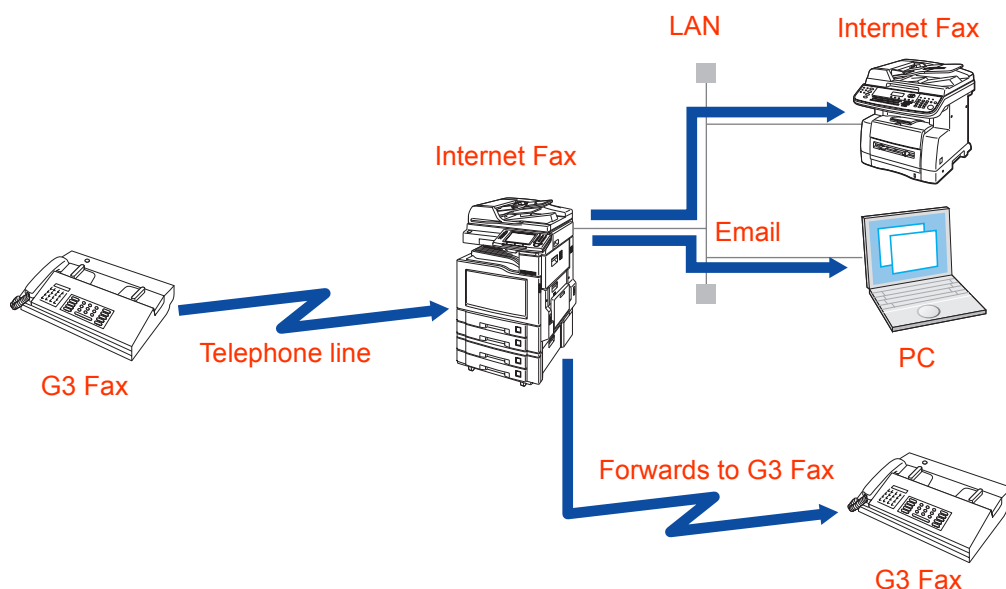 LAN
Internet Fax
Internet Fax
Email
Telephone line
PC
G3 Fax
Forwards to G3 Fax
G3 Fax